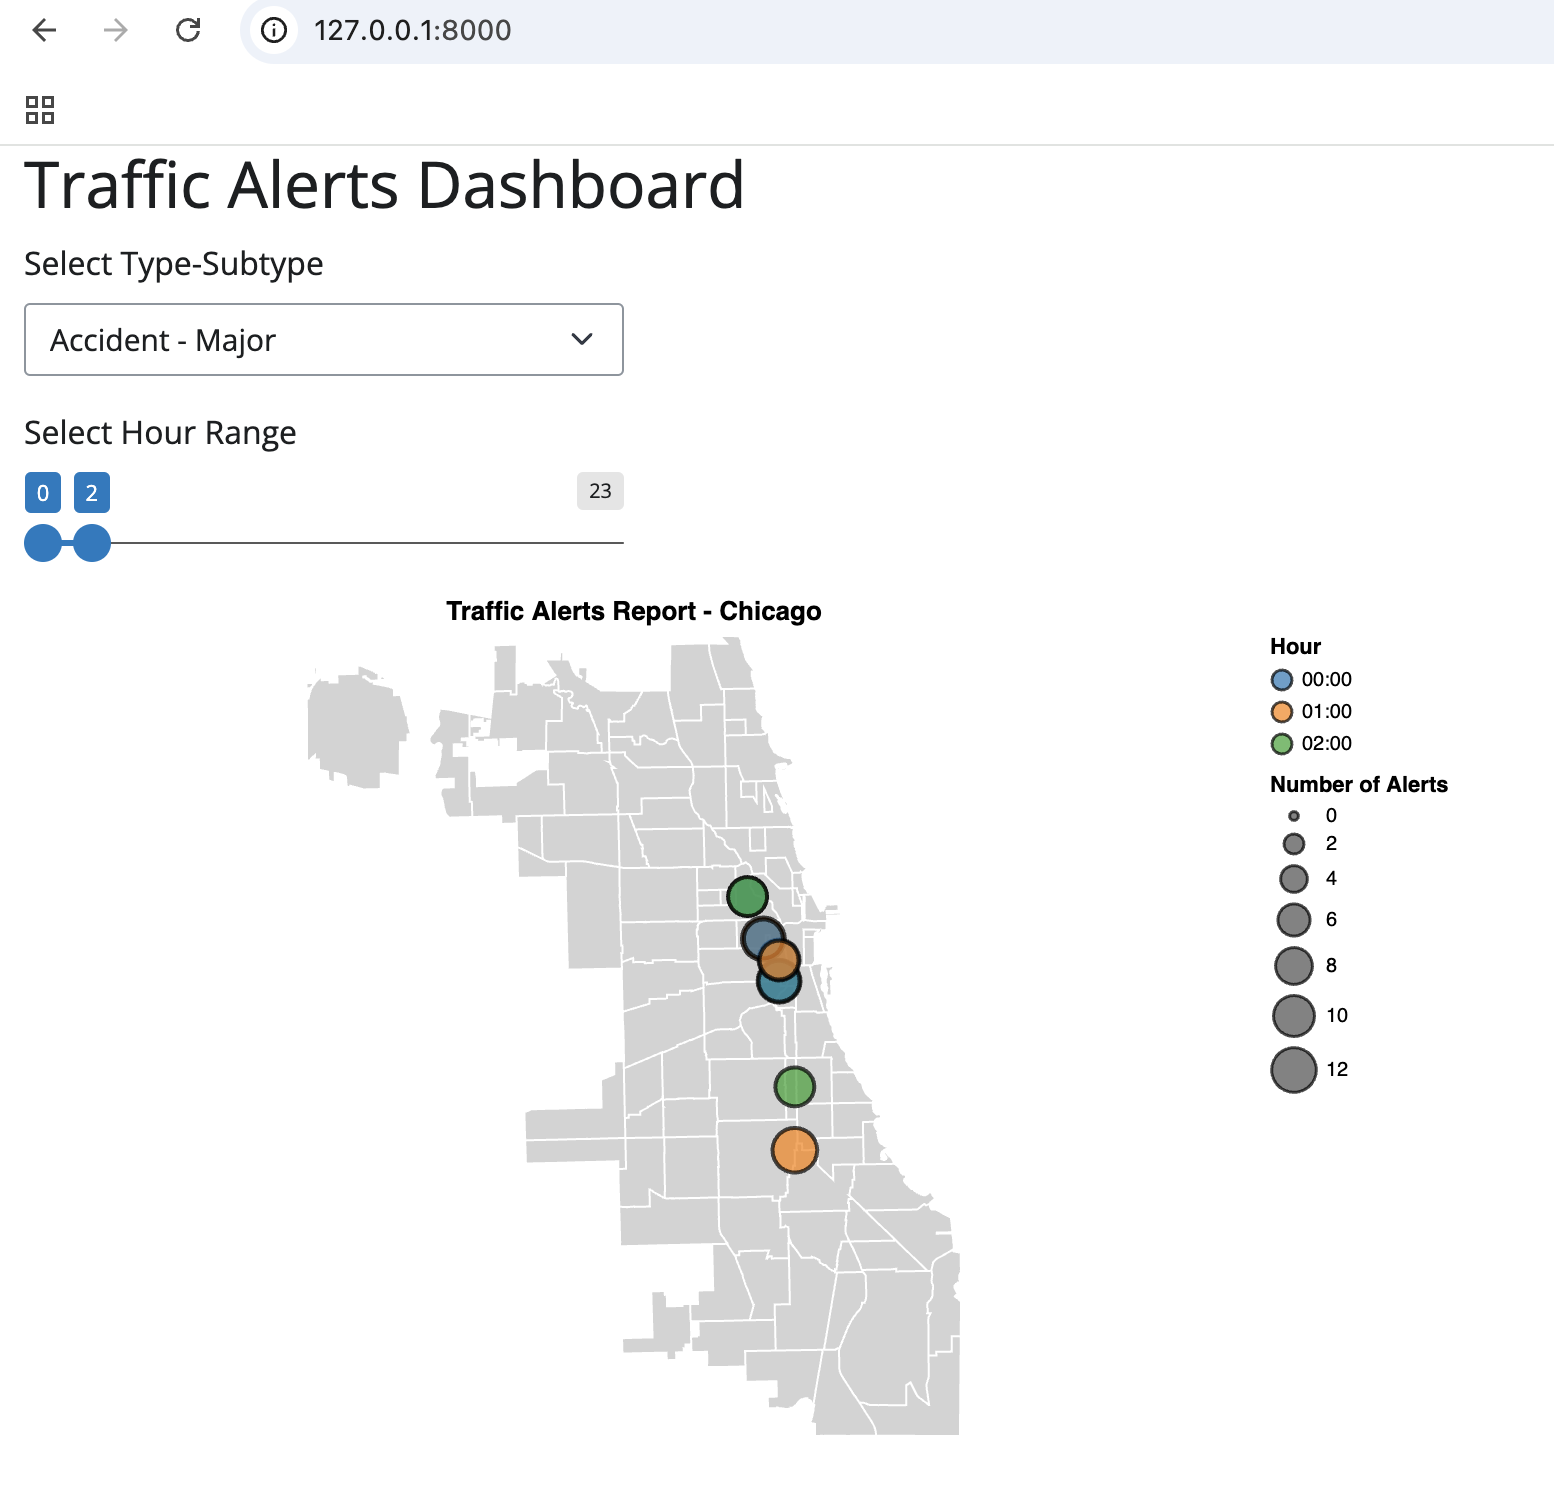 127.0.0.1:8000
Traffic Alerts Dashboard
Select Type-Subtype
Accident - Major
Select Hour Range
0 2 23
Traffic Alerts Report - Chicago
Hour
00:00
01:00
02:00
Number of Alerts
0
2
4
6
8
10
12